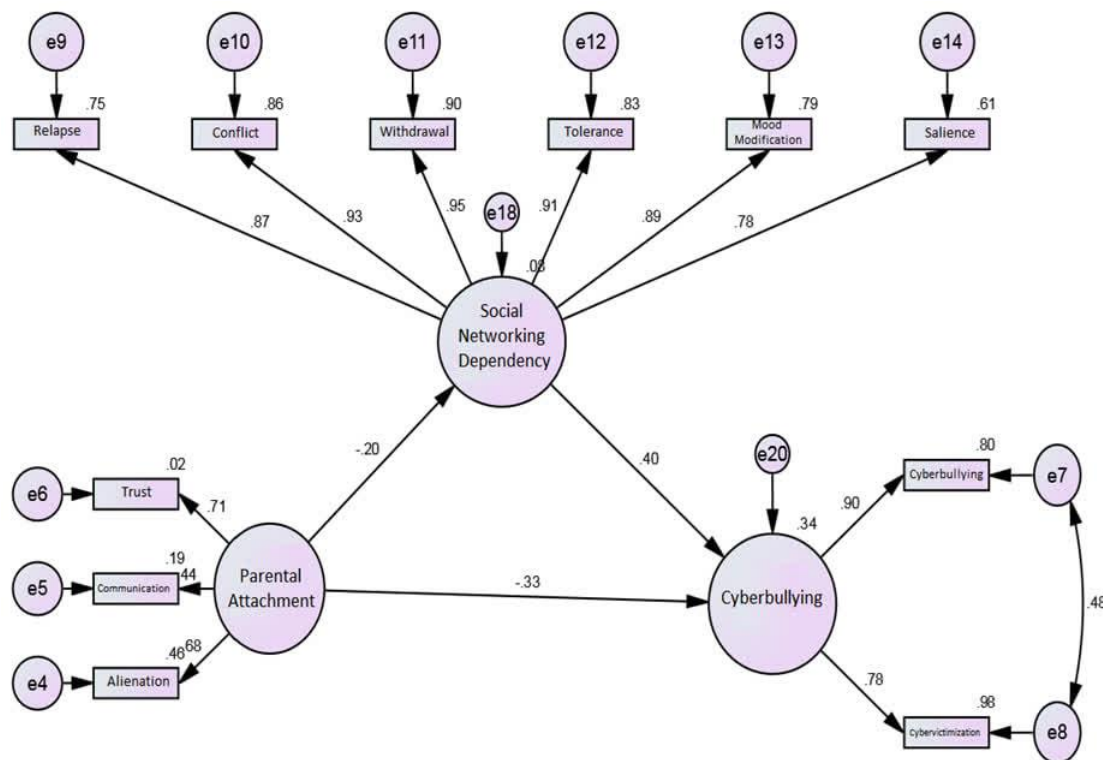 e9
e10
e11
e12
e13
e14
.75
.86
.90
.83
.79
.61
Relapse
Conflict
Withdrawal
Tolerance
Mood
Modification
Salience
.87
.93
.95
e18
.91
.89
.78
.08
Social
Networking
Dependency
-.20
.40
e20
.34
e6
.02
Trust
.71
e5
.19
Communication
.44
e4
.46
.68
Alienation
Parental
Attachment
-.33
Cyberbullying
.90
.80
Cyberbullying
e7
.48
.78
.98
Cybervictimization
e8